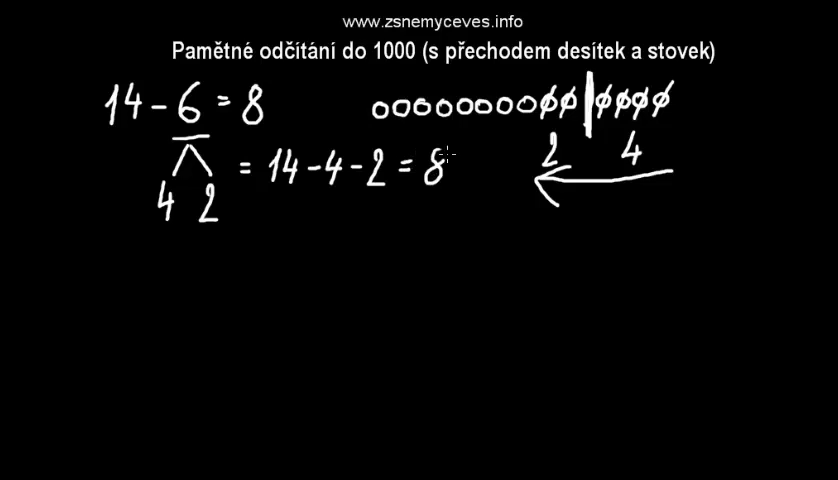 www.zsnemyceves.info
Pamětné odčítání do 1000 (s přechodem desítek a stovek)
14 - 6 = 8
= 14 - 4 - 2 = 8
4 2
2 4